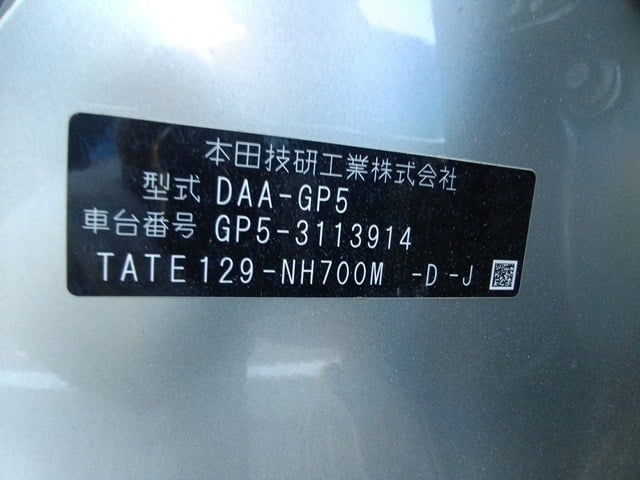 本田技研工業株式会社
型式 DAA-GP5
車台番号 GP5-3113914
TATE129-NH700M -D -J